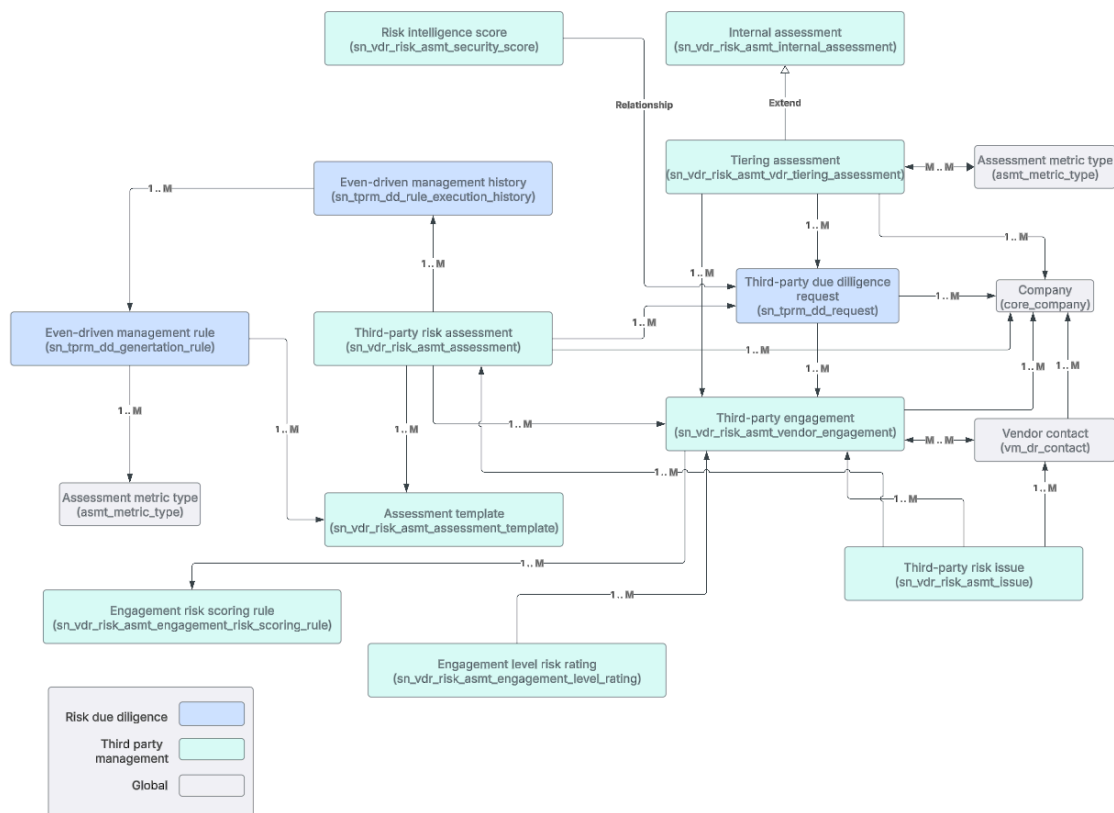 Risk intelligence score
(sn_vdr_risk_asmt_security_score)
Internal assessment
(sn_vdr_risk_asmt_internal_assessment)
Relationship
Extend
Tiering assessment
(sn_vdr_risk_asmt_vdr_tiering_assessment)
M .. M
Assessment metric type
(asmt_metric_type)
1 .. M
Even-driven management history
(sn_tprm_dd_rule_execution_history)
1 .. M
1 .. M
1 .. M
1 .. M
Third-party due dilligence
request
(sn_tprm_dd_request)
1 .. M
Company
(core_company)
1 .. M
Even-driven management rule
(sn_tprm_dd_genertation_rule)
Third-party risk assessment
(sn_vdr_risk_asmt_assessment)
1 .. M
1 .. M
1 .. M
1 .. M
1 .. M
1 .. M
1 .. M
Third-party engagement
(sn_vdr_risk_asmt_vendor_engagement)
1 .. M
1 .. M
M .. M
Vendor contact
(vm_dr_contact)
1 .. M
1 .. M
1 .. M
Assessment metric type
(asmt_metric_type)
Assessment template
(sn_vdr_risk_asmt_assessment_template)
1 .. M
Third-party risk issue
(sn_vdr_risk_asmt_issue)
Engagement risk scoring rule
(sn_vdr_risk_asmt_engagement_risk_scoring_rule)
1 .. M
Engagement level risk rating
(sn_vdr_risk_asmt_engagement_level_rating)
Risk due diligence
Third party
management
Global